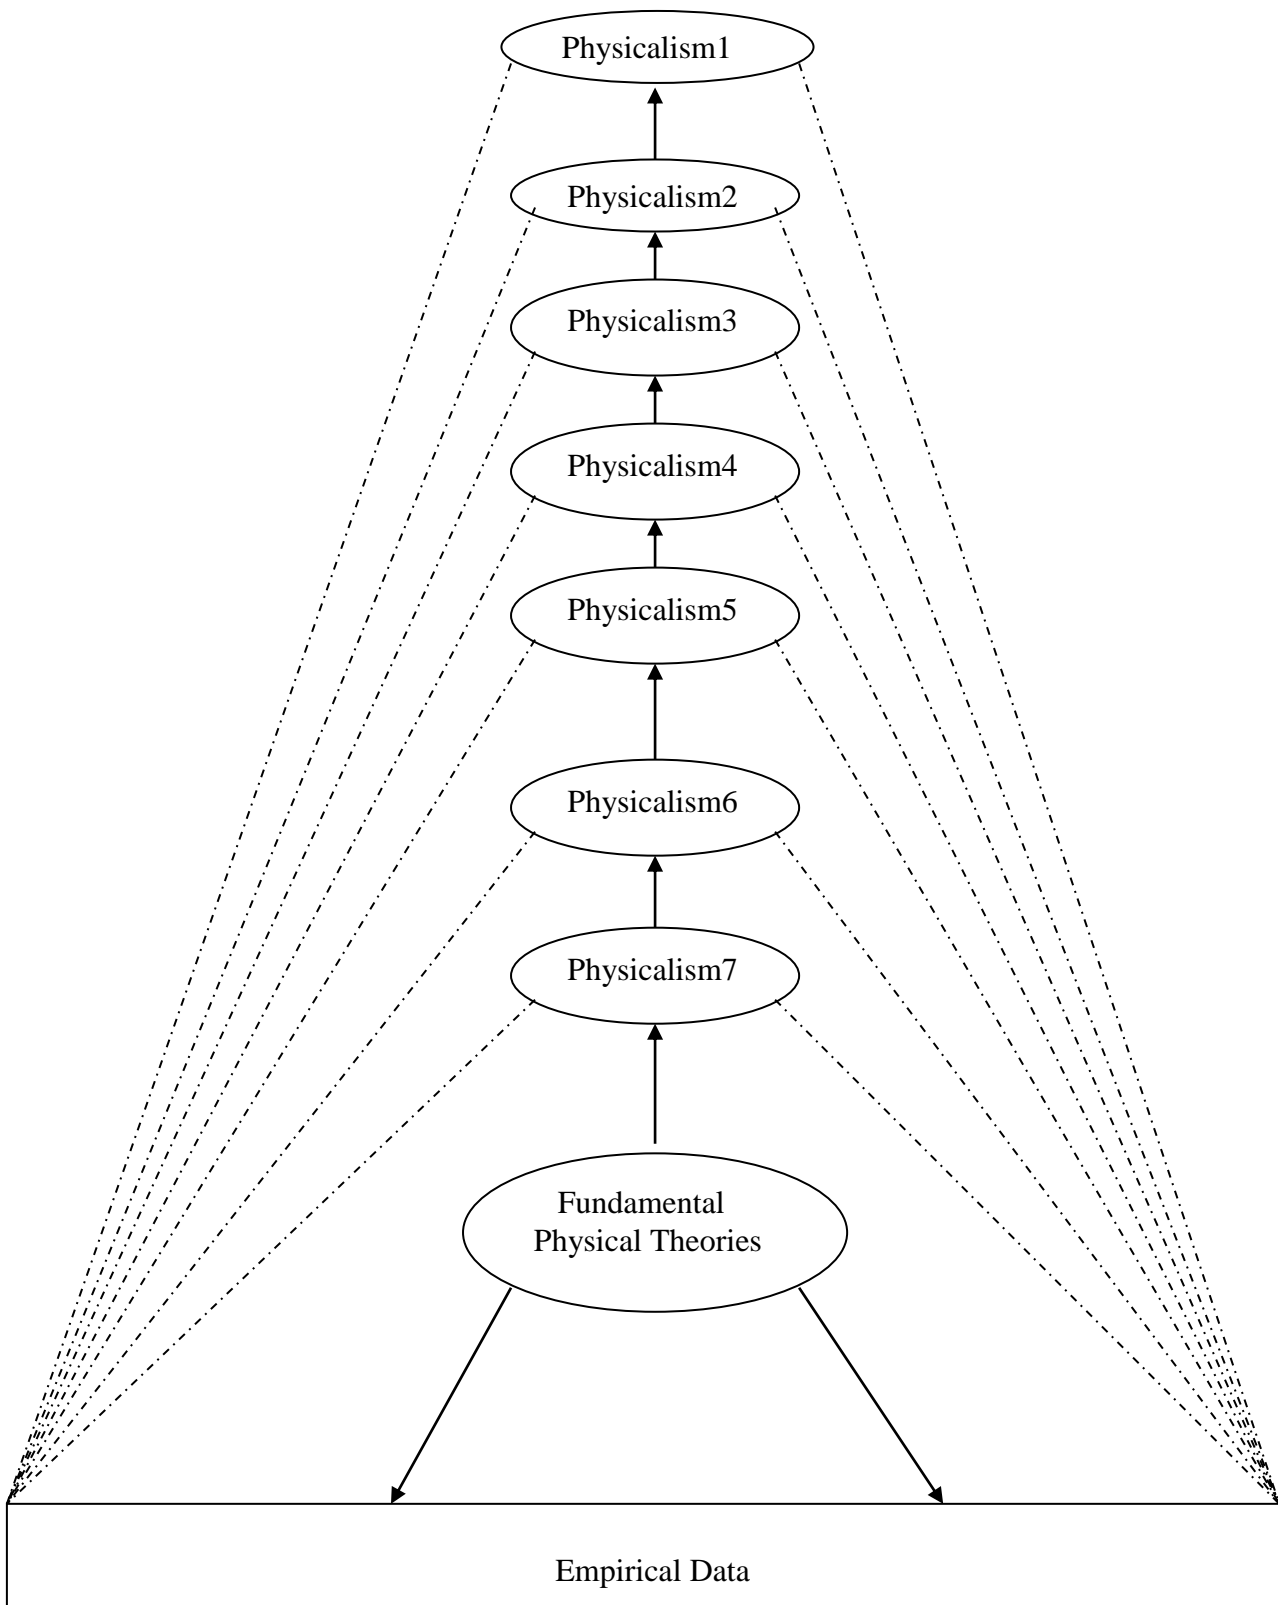 Physicalism1
Physicalism2
Physicalism3
Physicalism4
Physicalism5
Physicalism6
Physicalism7
Fundamental
Physical Theories
Empirical Data